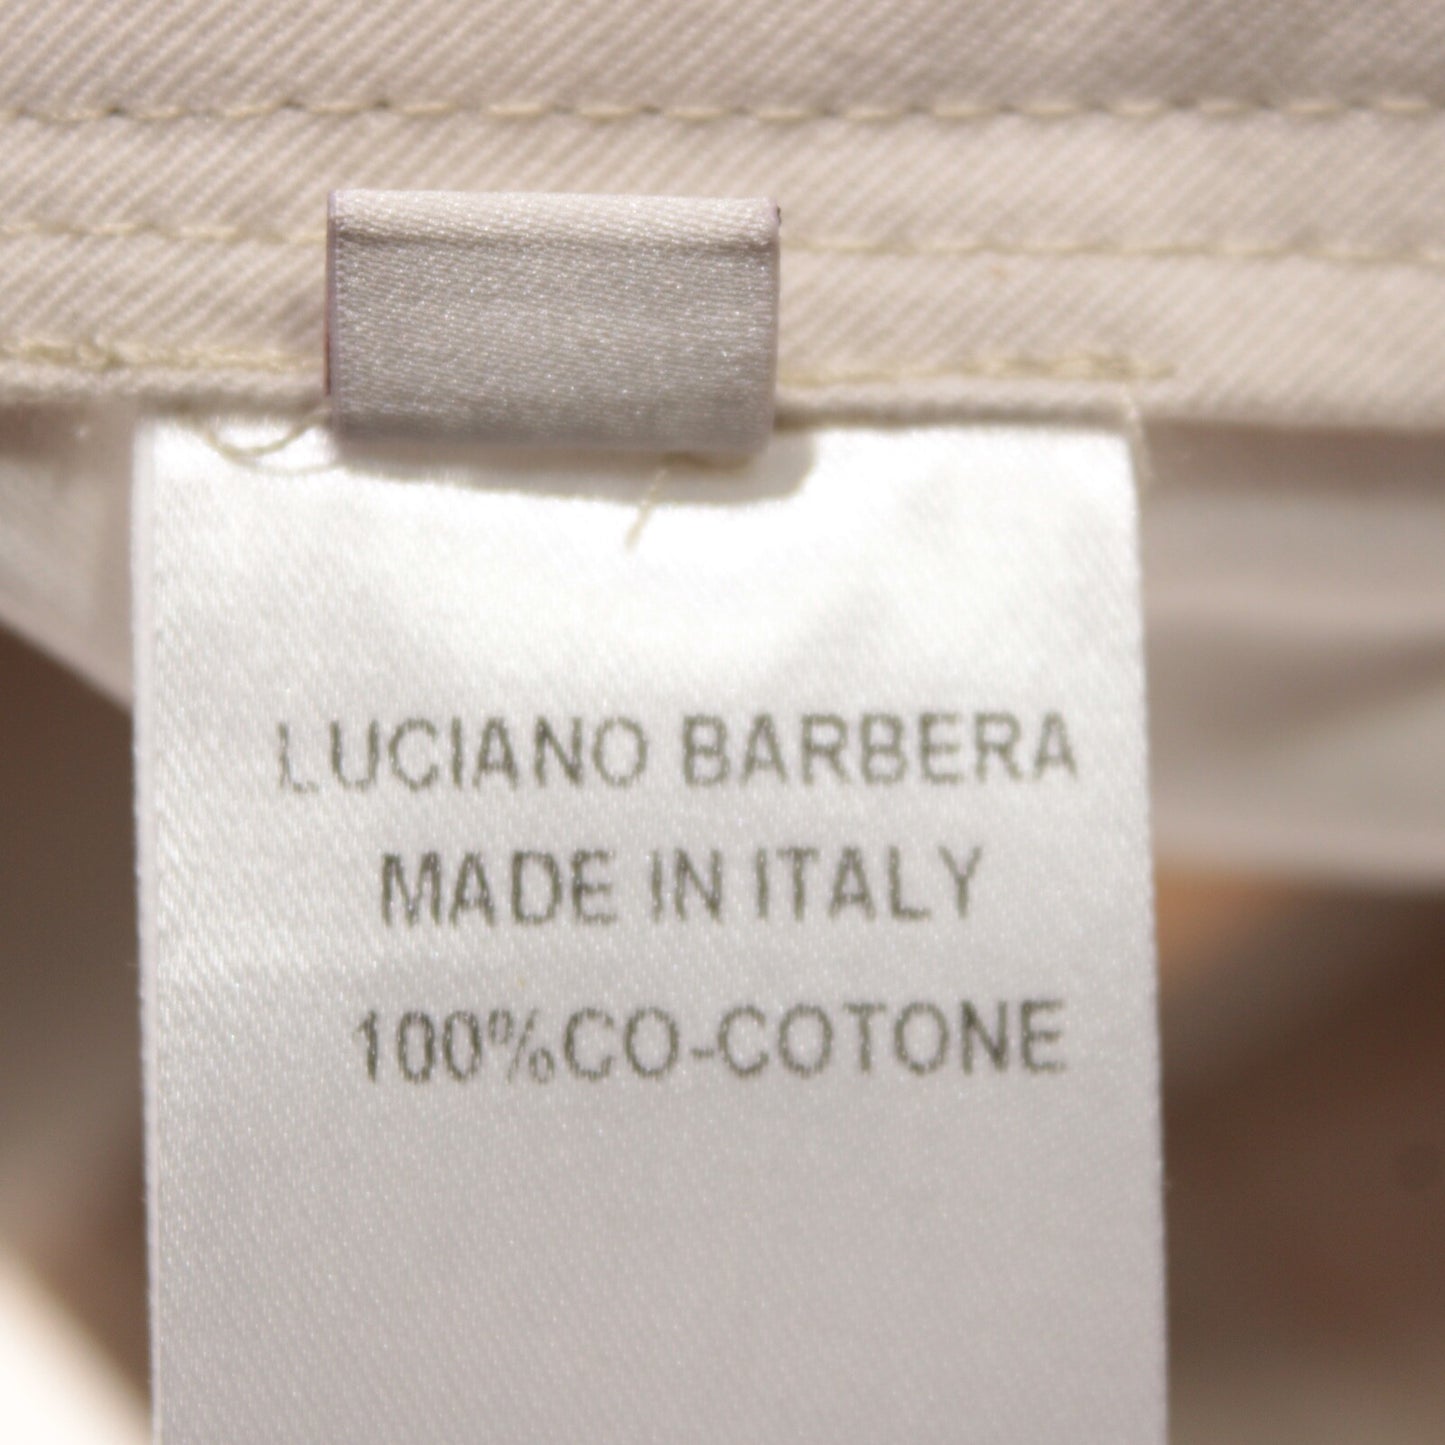 LUCIANO BARBERA
MADE IN ITALY
100%CO-COTONE